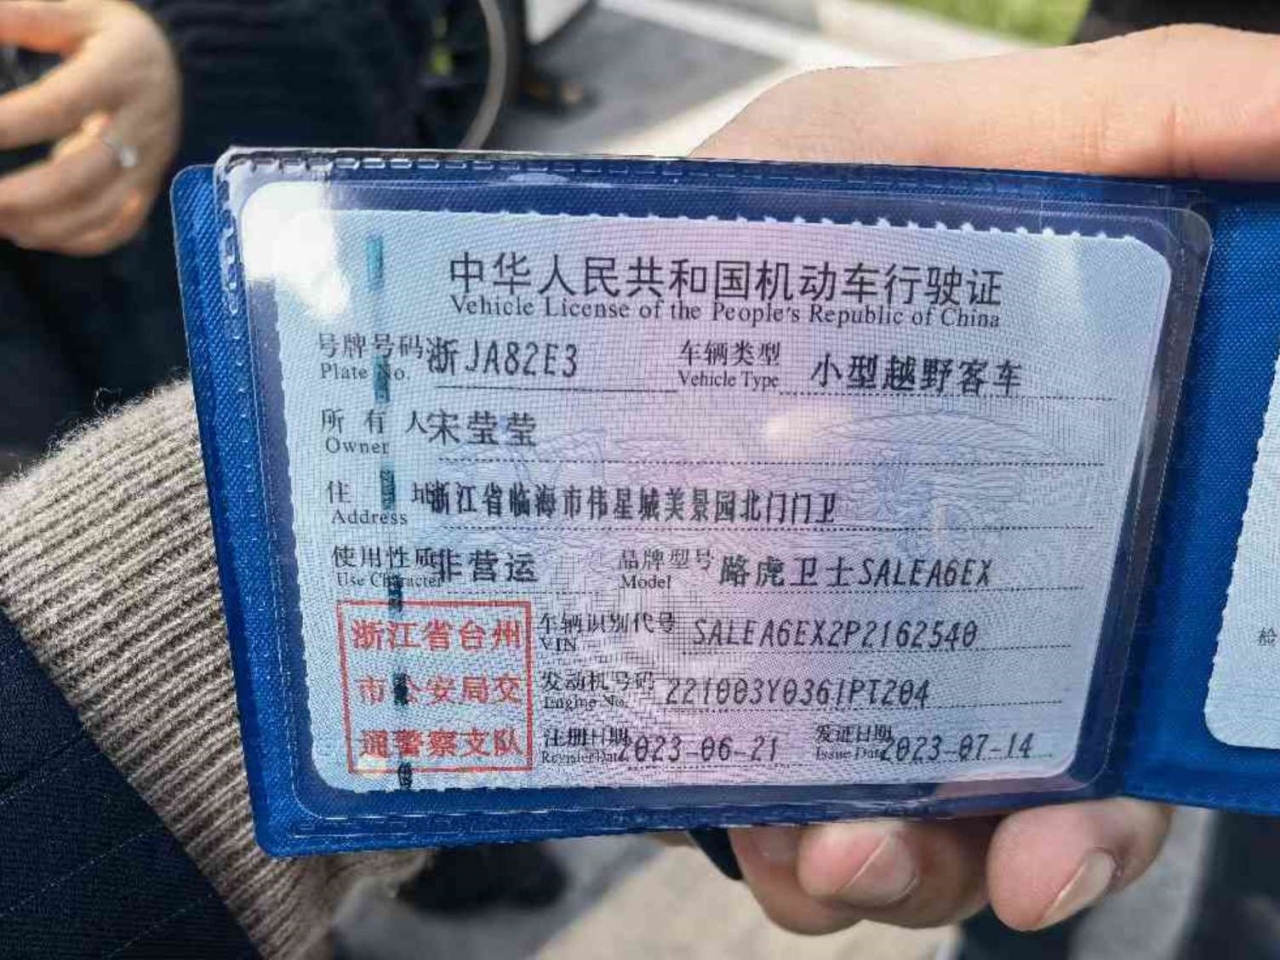 中华人民共和国机动车行驶证
Vehicle License of the People's Republic of China
号牌号码 浙JA82E3 车辆类型 小型越野客车
Plate No. Vehicle Type
所有人 宋莹莹
Owner
住址 浙江省临海市伟星城美景园北门门卫
Address
使用性质 非营运 品牌型号 路虎卫士SALEA6EX
Use Character Model
浙江省台州
市公安局交
通警察支队
车辆识别代号 SALEA6EX2P2162540
VIN
发动机号码 221003Y0361PT204
Engine No.
注册日期 2023-06-21 发证日期 2023-07-14
Register Date Issue Date
检